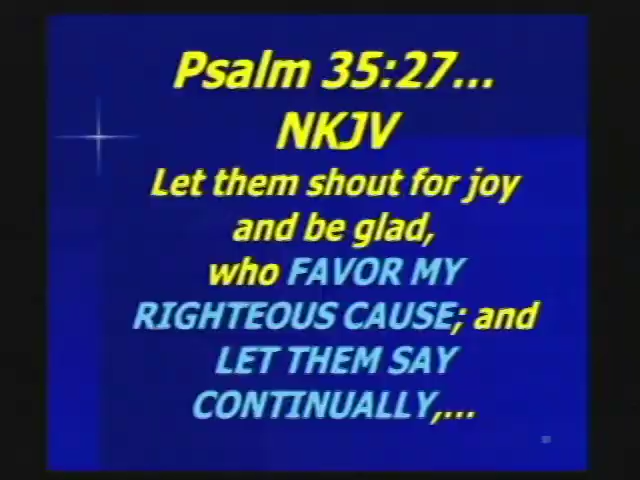 Psalm 35:27...
NKJV
Let them shout for joy
and be glad,
who FAVOR MY
RIGHTEOUS CAUSE; and
LET THEM SAY
CONTINUALLY,...